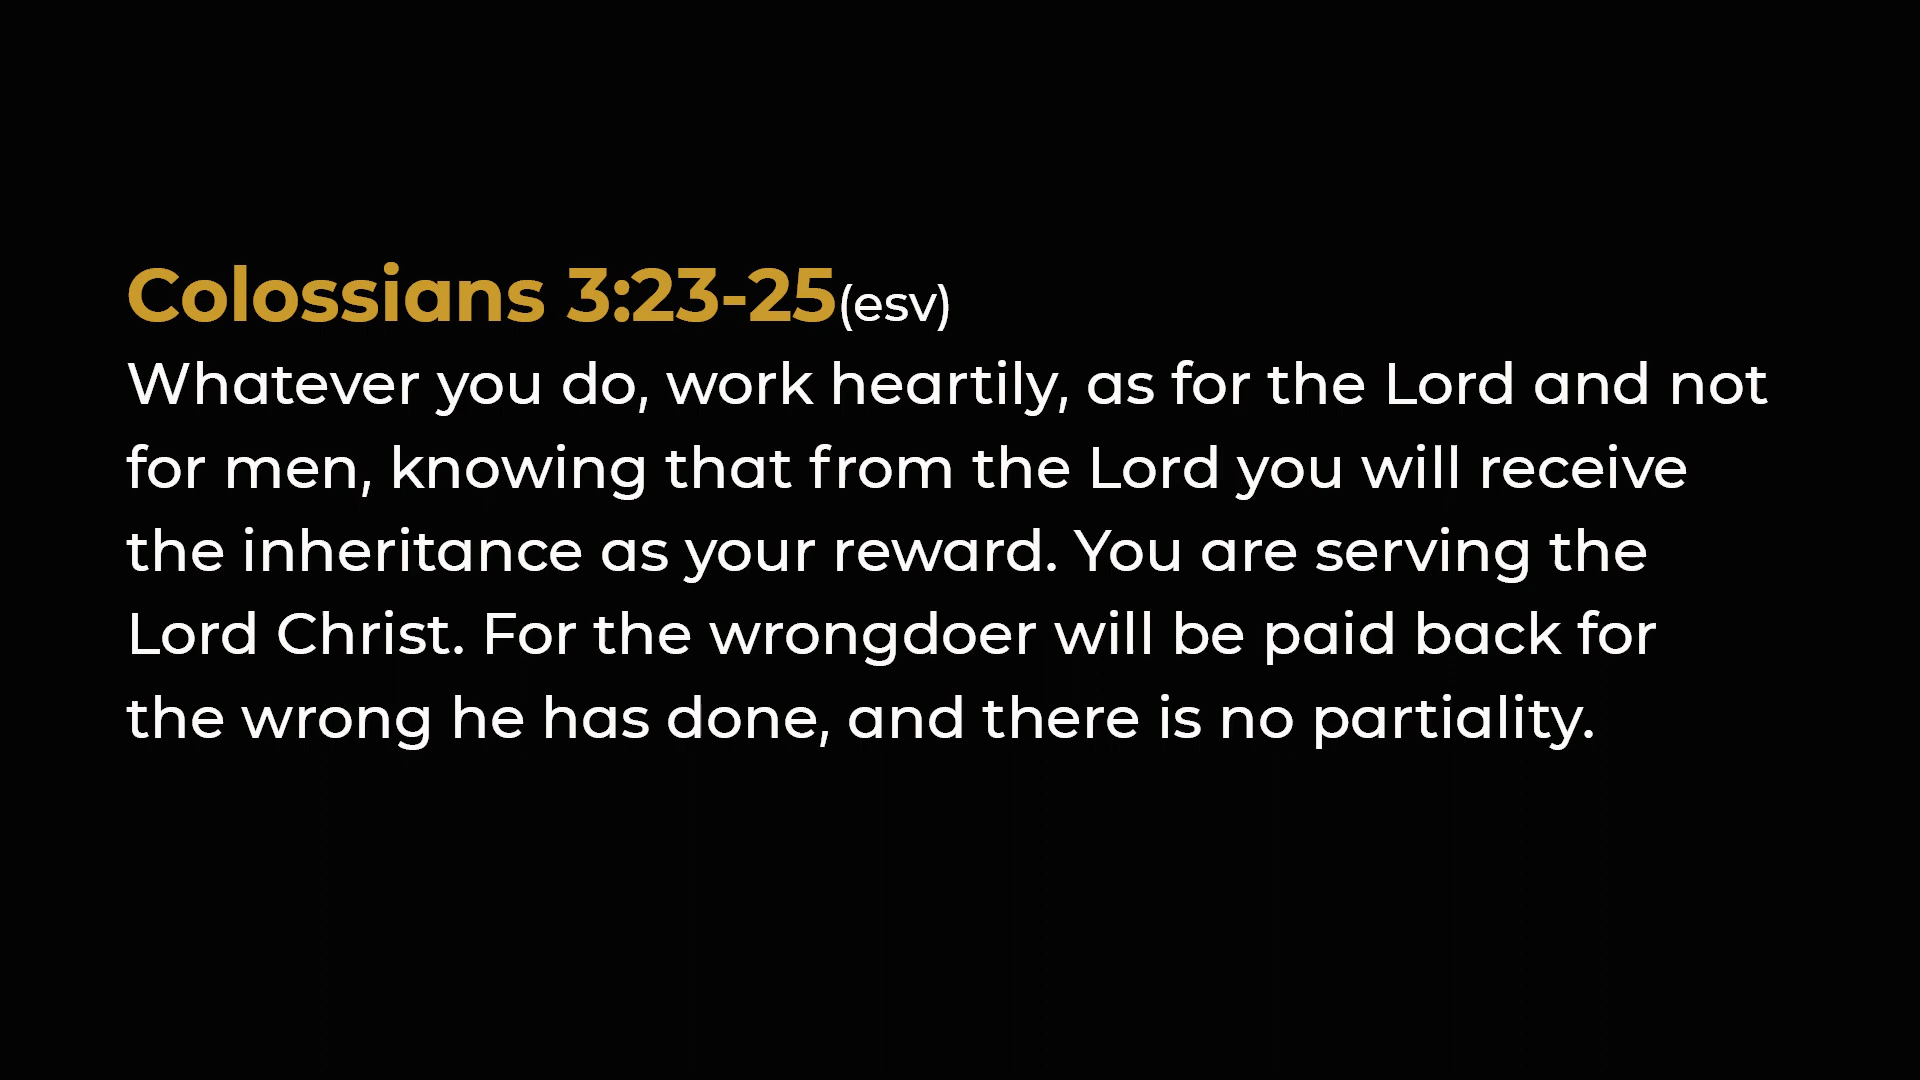 Colossians 3:23-25(esv)
Whatever you do, work heartily, as for the Lord and not
for men, knowing that from the Lord you will receive
the inheritance as your reward. You are serving the
Lord Christ. For the wrongdoer will be paid back for
the wrong he has done, and there is no partiality.